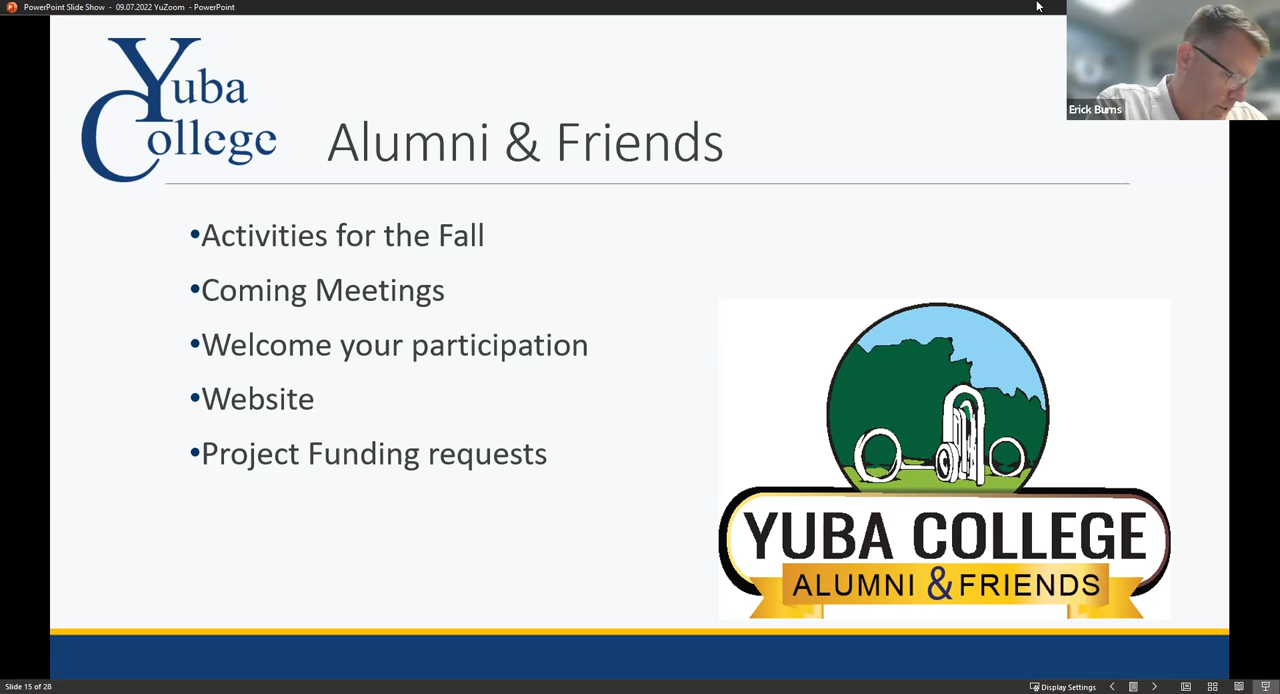 PowerPoint Slide Show - 09.07.2022 YuZoom - PowerPoint
Erick Burns
Yuba
College
Alumni & Friends
•Activities for the Fall
•Coming Meetings
•Welcome your participation
•Website
•Project Funding requests
YUBA COLLEGE
ALUMNI & FRIENDS
Slide 15 of 28
Display Settings